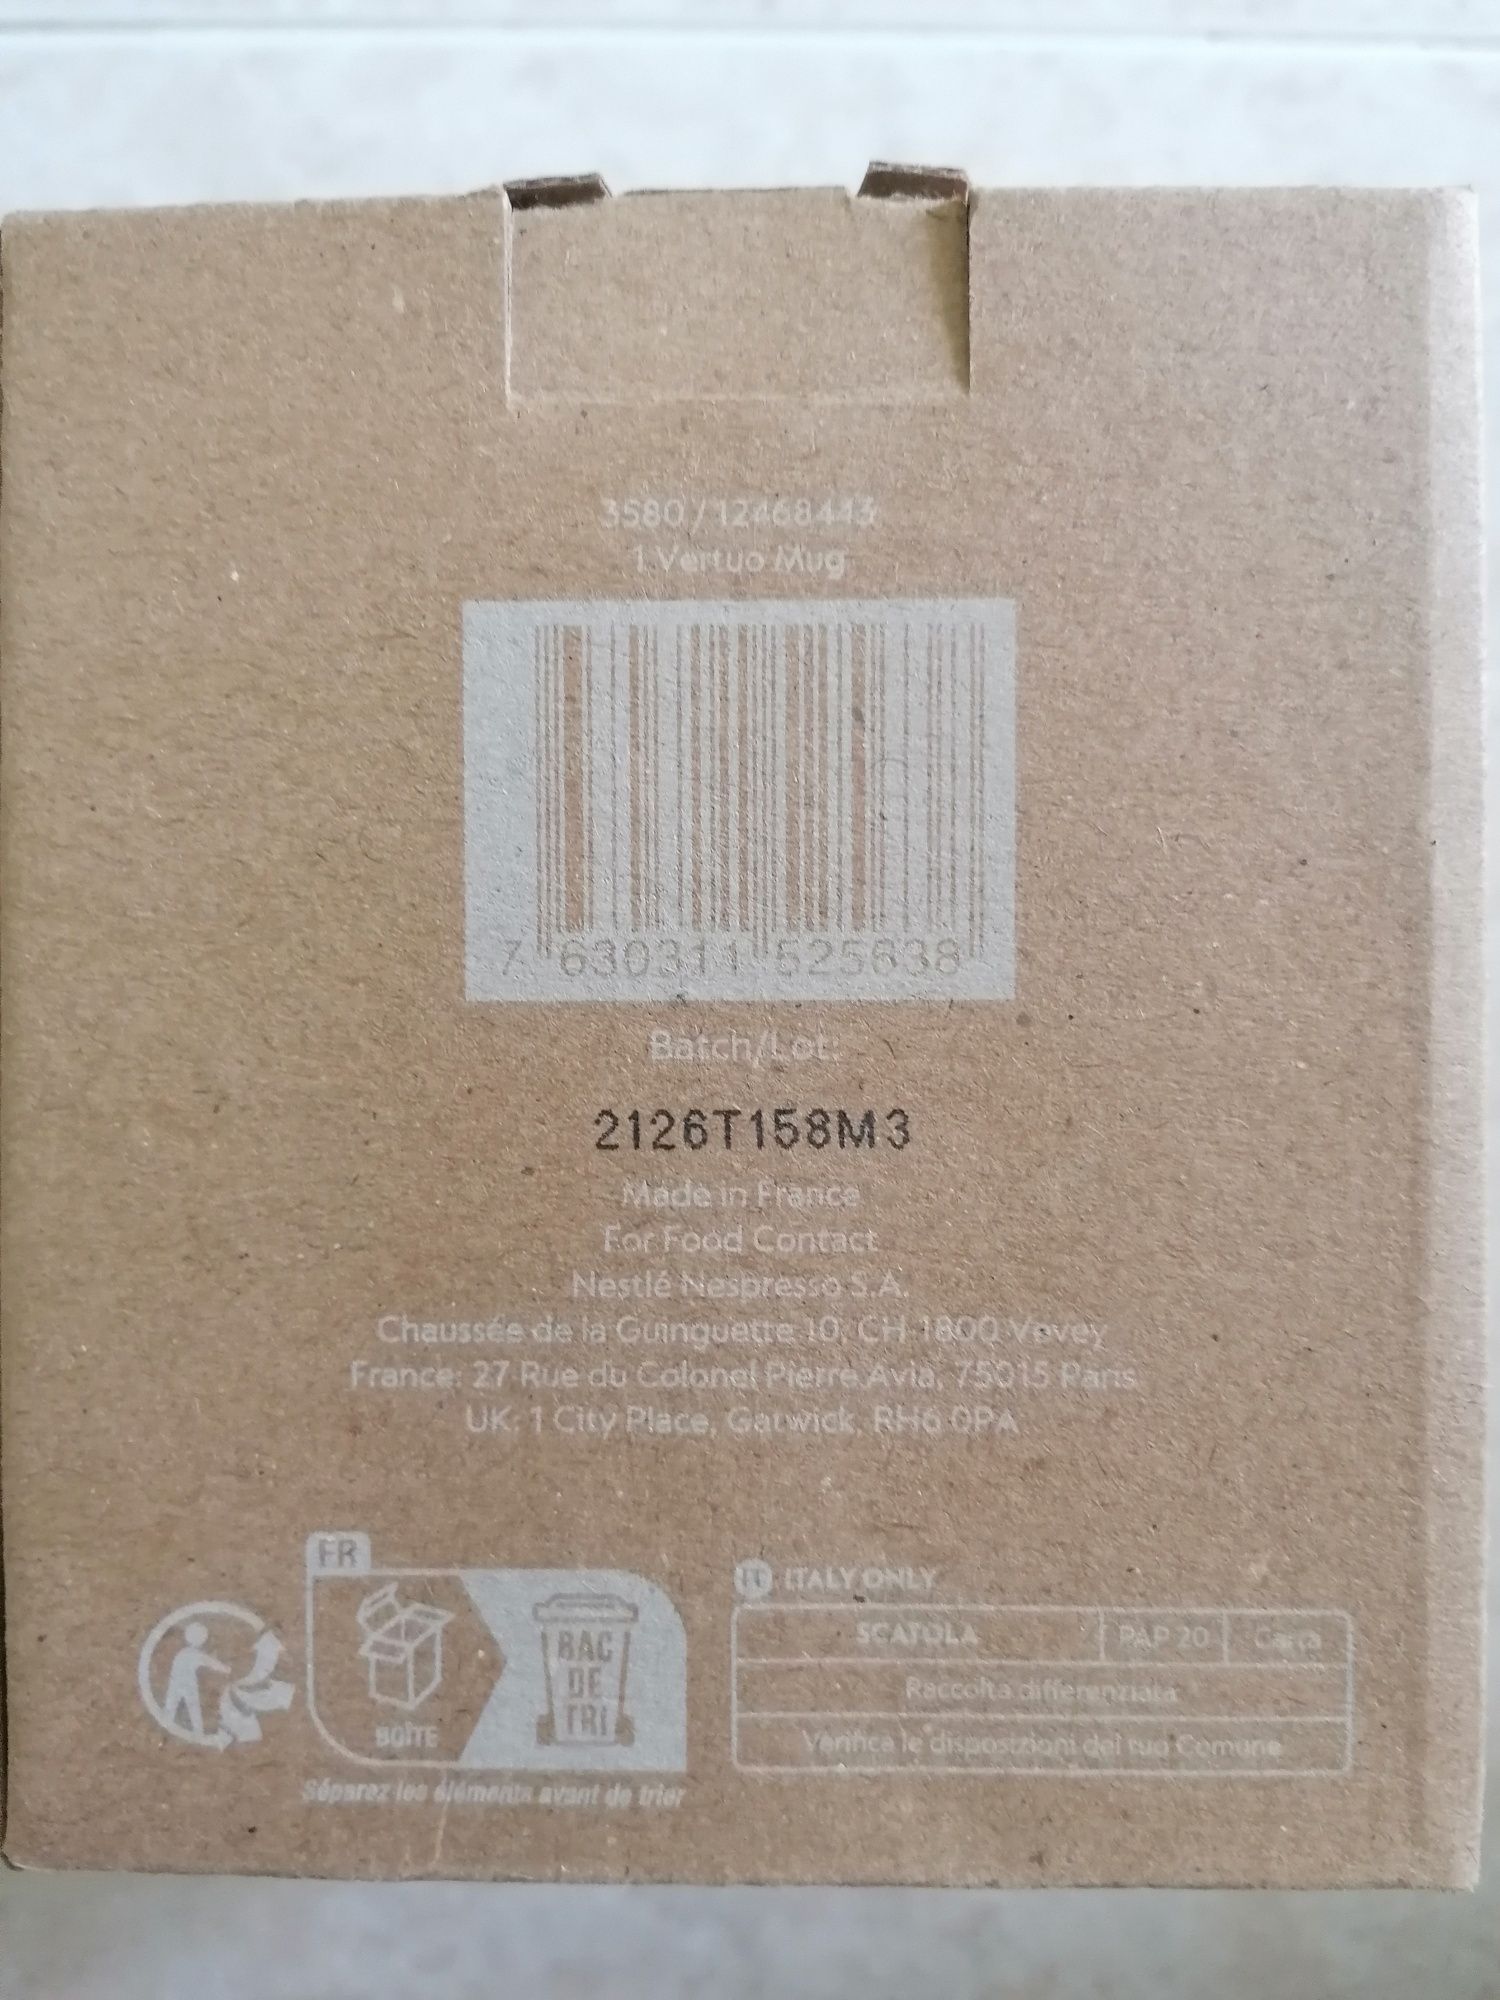 3580 / 12468443
1 Vertuo Mug
7 630311 525638
Batch/Lot:
2126T158M3
Made in France
For Food Contact
Nestlé Nespresso S.A.
Chaussée de la Guinguette 10, CH-1800 Vevey
France: 27 Rue du Colonel Pierre Avia, 75015 Paris
UK: 1 City Place, Gatwick, RH6 0PA
FR
BOÎTE
BAC
DE
TRI
Séparez les éléments avant de trier
IT ITALY ONLY
SCATOLA PAP 20 Carta
Raccolta differenziata
Verifica le disposizioni del tuo Comune